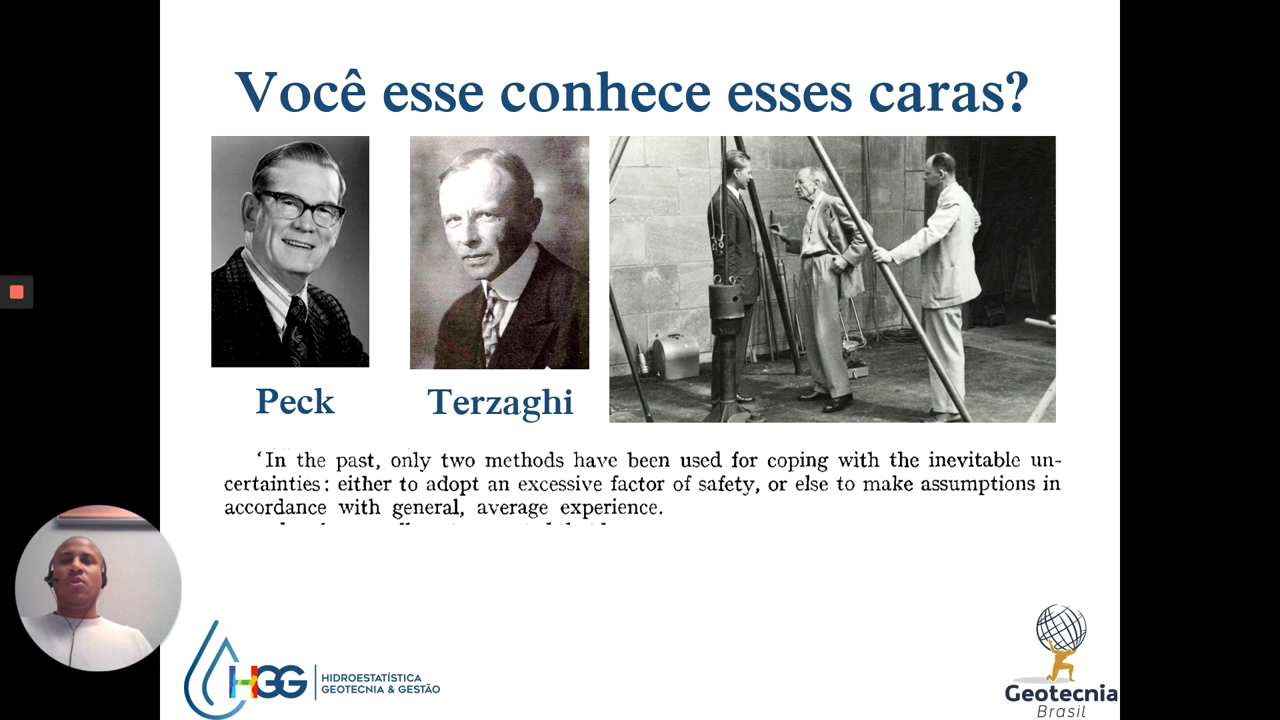 Você esse conhece esses caras?
Peck
Terzaghi
‘In the past, only two methods have been used for coping with the inevitable un-
certainties: either to adopt an excessive factor of safety, or else to make assumptions in
accordance with general, average experience.
HGG
HIDROESTATÍSTICA
GEOTECNIA & GESTÃO
Geotecnia
Brasil